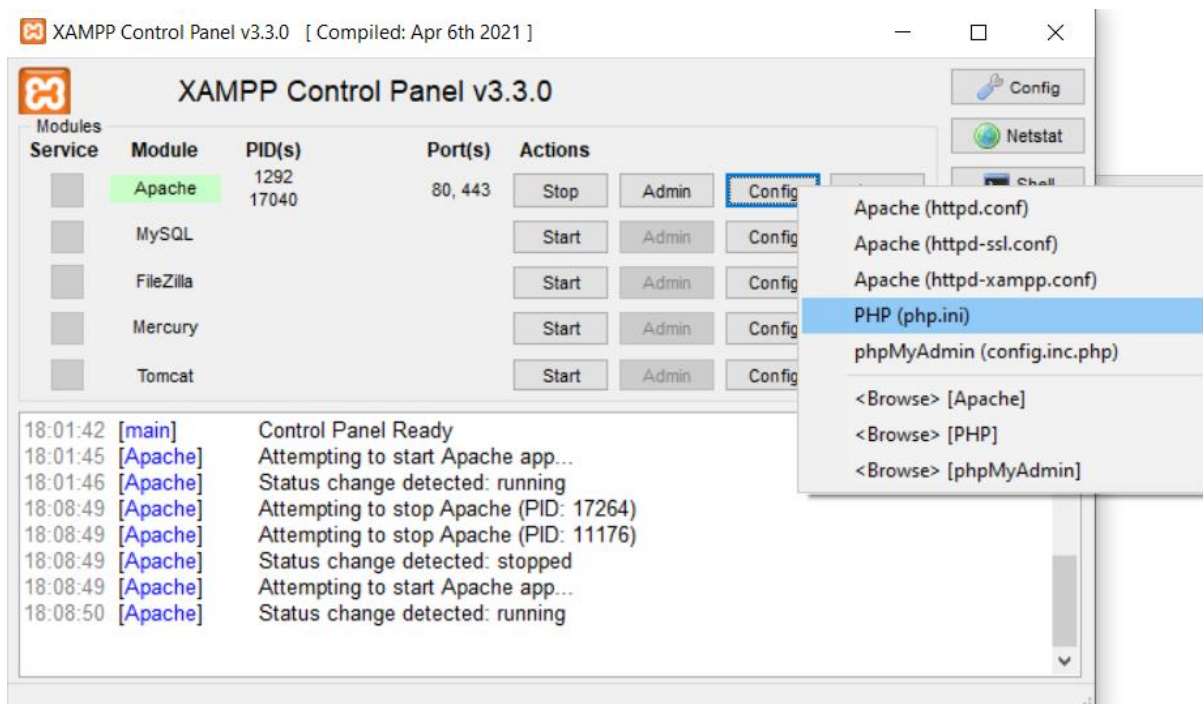 XAMPP Control Panel v3.3.0 [ Compiled: Apr 6th 2021 ]
XAMPP Control Panel v3.3.0
Config
Modules
Service Module PID(s) Port(s) Actions
Netstat
Shell
Apache 1292 17040 80, 443 Stop Admin Config
MySQL Start Admin Config
FileZilla Start Admin Config
Mercury Start Admin Config
Tomcat Start Admin Config
Apache (httpd.conf)
Apache (httpd-ssl.conf)
Apache (httpd-xampp.conf)
PHP (php.ini)
phpMyAdmin (config.inc.php)
<Browse> [Apache]
<Browse> [PHP]
<Browse> [phpMyAdmin]
18:01:42 [main] Control Panel Ready
18:01:45 [Apache] Attempting to start Apache app...
18:01:46 [Apache] Status change detected: running
18:08:49 [Apache] Attempting to stop Apache (PID: 17264)
18:08:49 [Apache] Attempting to stop Apache (PID: 11176)
18:08:49 [Apache] Status change detected: stopped
18:08:49 [Apache] Attempting to start Apache app...
18:08:50 [Apache] Status change detected: running